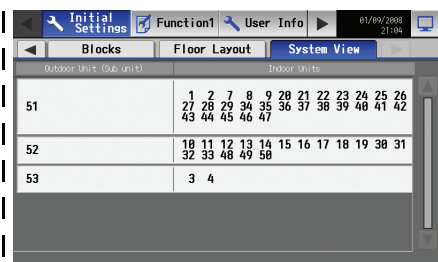 Initial Settings Function1 User Info 01/09/2008 21:04
Blocks Floor Layout System View
Outdoor Unit (Sub unit) Indoor Units
51
1 2 7 8 9 20 21 22 23 24 25 26
27 28 29 34 35 36 37 38 39 40 41 42
43 44 45 46 47
52
10 11 12 13 14 15 16 17 18 19 30 31
32 33 48 49 50
53 3 4